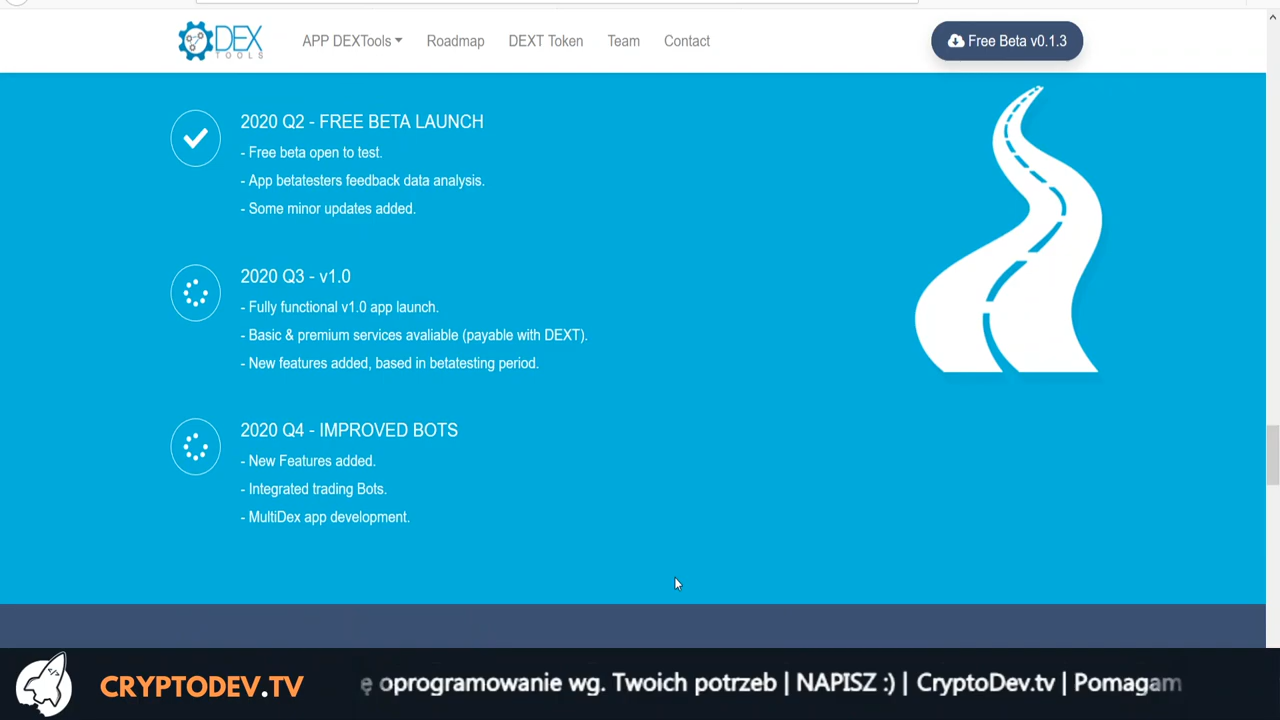 DEX
TOOLS
APP DEXTools
Roadmap
DEXT Token
Team
Contact
Free Beta v0.1.3
2020 Q2 - FREE BETA LAUNCH
- Free beta open to test.
- App betatesters feedback data analysis.
- Some minor updates added.
2020 Q3 - v1.0
- Fully functional v1.0 app launch.
- Basic & premium services avaliable (payable with DEXT).
- New features added, based in betatesting period.
2020 Q4 - IMPROVED BOTS
- New Features added.
- Integrated trading Bots.
- MultiDex app development.
CRYPTODEV.TV
ę oprogramowanie wg. Twoich potrzeb | NAPISZ :) | CryptoDev.tv | Pomagam